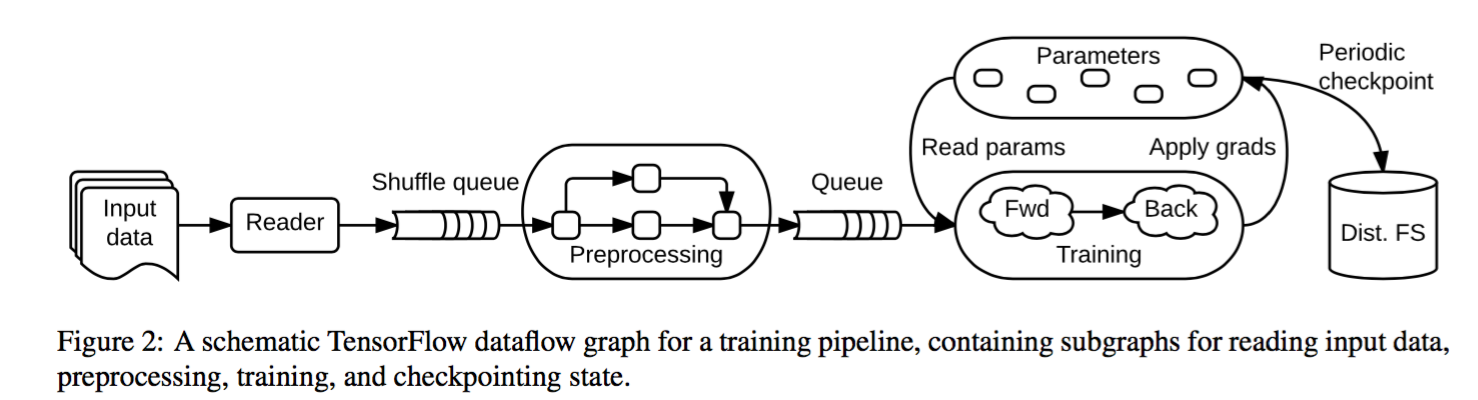 Parameters
Periodic
checkpoint
Read params
Apply grads
Shuffle queue
Queue
Input
data
Reader
Fwd
Back
Dist. FS
Preprocessing
Training
Figure 2: A schematic TensorFlow dataflow graph for a training pipeline, containing subgraphs for reading input data,
preprocessing, training, and checkpointing state.